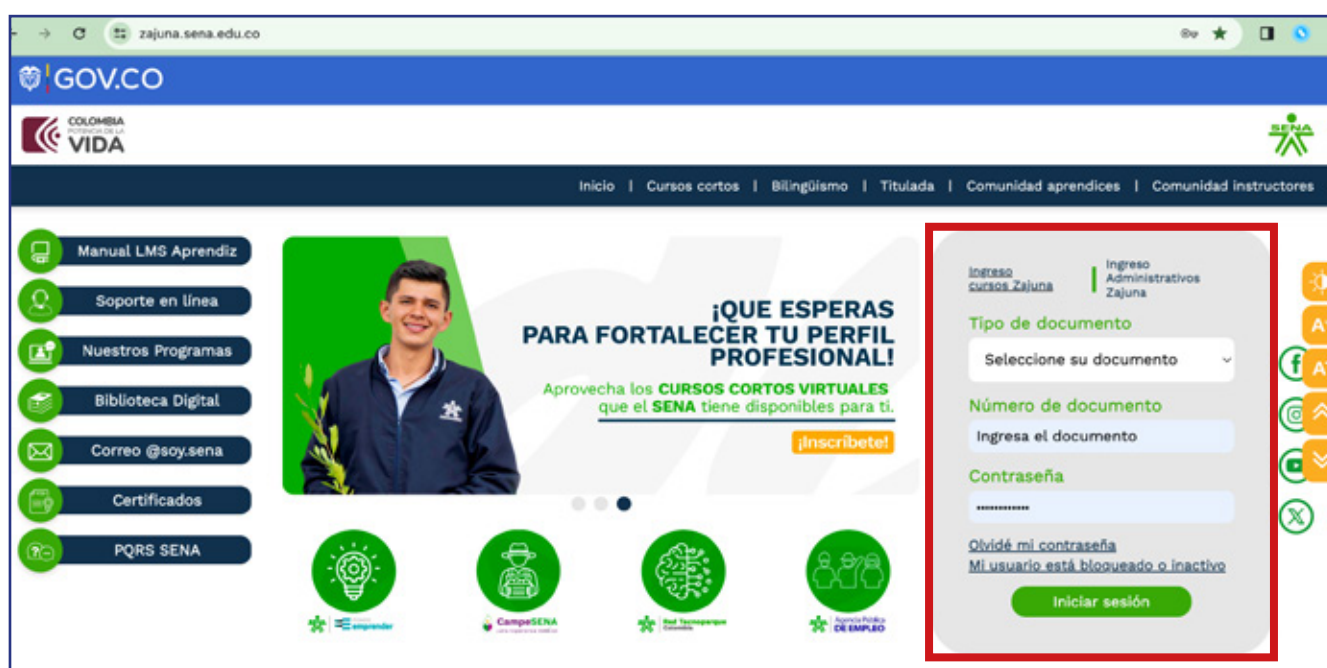 zajuna.sena.edu.co
GOV.CO
COLOMBIA
POTENCIA DE LA
VIDA
SENA
Inicio | Cursos cortos | Bilingüismo | Titulada | Comunidad aprendices | Comunidad instructores
Manual LMS Aprendiz
Soporte en línea
Nuestros Programas
Biblioteca Digital
Correo @soy.sena
Certificados
PQRS SENA
¡QUE ESPERAS
PARA FORTALECER TU PERFIL
PROFESIONAL!
Aprovecha los CURSOS CORTOS VIRTUALES
que el SENA tiene disponibles para ti.
¡Inscríbete!
emprender
CampeSENA
Red Tecnoparque
Colombia
Agencia Pública
DE EMPLEO
Ingreso
cursos Zajuna
Ingreso
Administrativos
Zajuna
Tipo de documento
Seleccione su documento
Número de documento
Ingresa el documento
Contraseña
Olvidé mi contraseña
Mi usuario está bloqueado o inactivo
Iniciar sesión